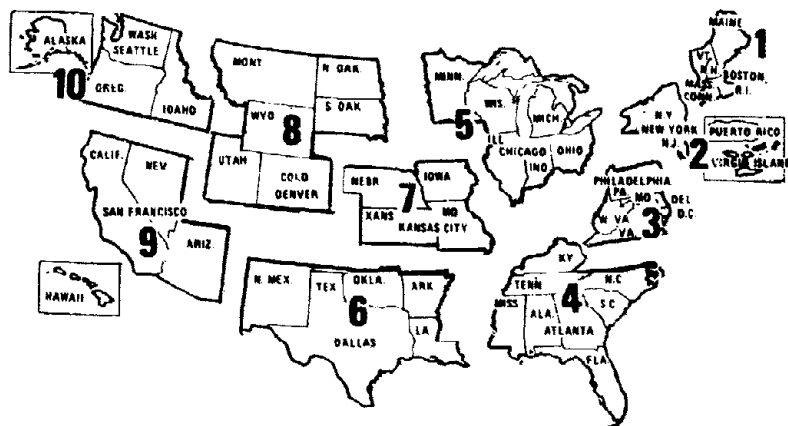 ALASKA
10
WASH
SEATTLE
OREG.
IDAHO
MONT
N DAK.
S DAK
WYO
8
UTAH
COLO
DENVER
MINN.
WIS.
5
MICH
ILL
CHICAGO
IND
OHIO
MAINE
1
VT.
N.H
BOSTON
MASS
CONN.
R.I.
N.Y.
NEW YORK
N.J.
2
PUERTO RICO
VIRGIN ISLANDS
PHILADELPHIA
PA.
MD
DEL
D.C.
W VA
VA.
3
CALIF.
NEV.
SAN FRANCISCO
9
ARIZ.
HAWAII
NEBR
IOWA
7
KANS
MO
KANSAS CITY
N. MEX.
TEX
OKLA.
ARK
6
LA
DALLAS
KY
TENN
N.C
4
MISS
S C
ALA.
ATLANTA
FLA.